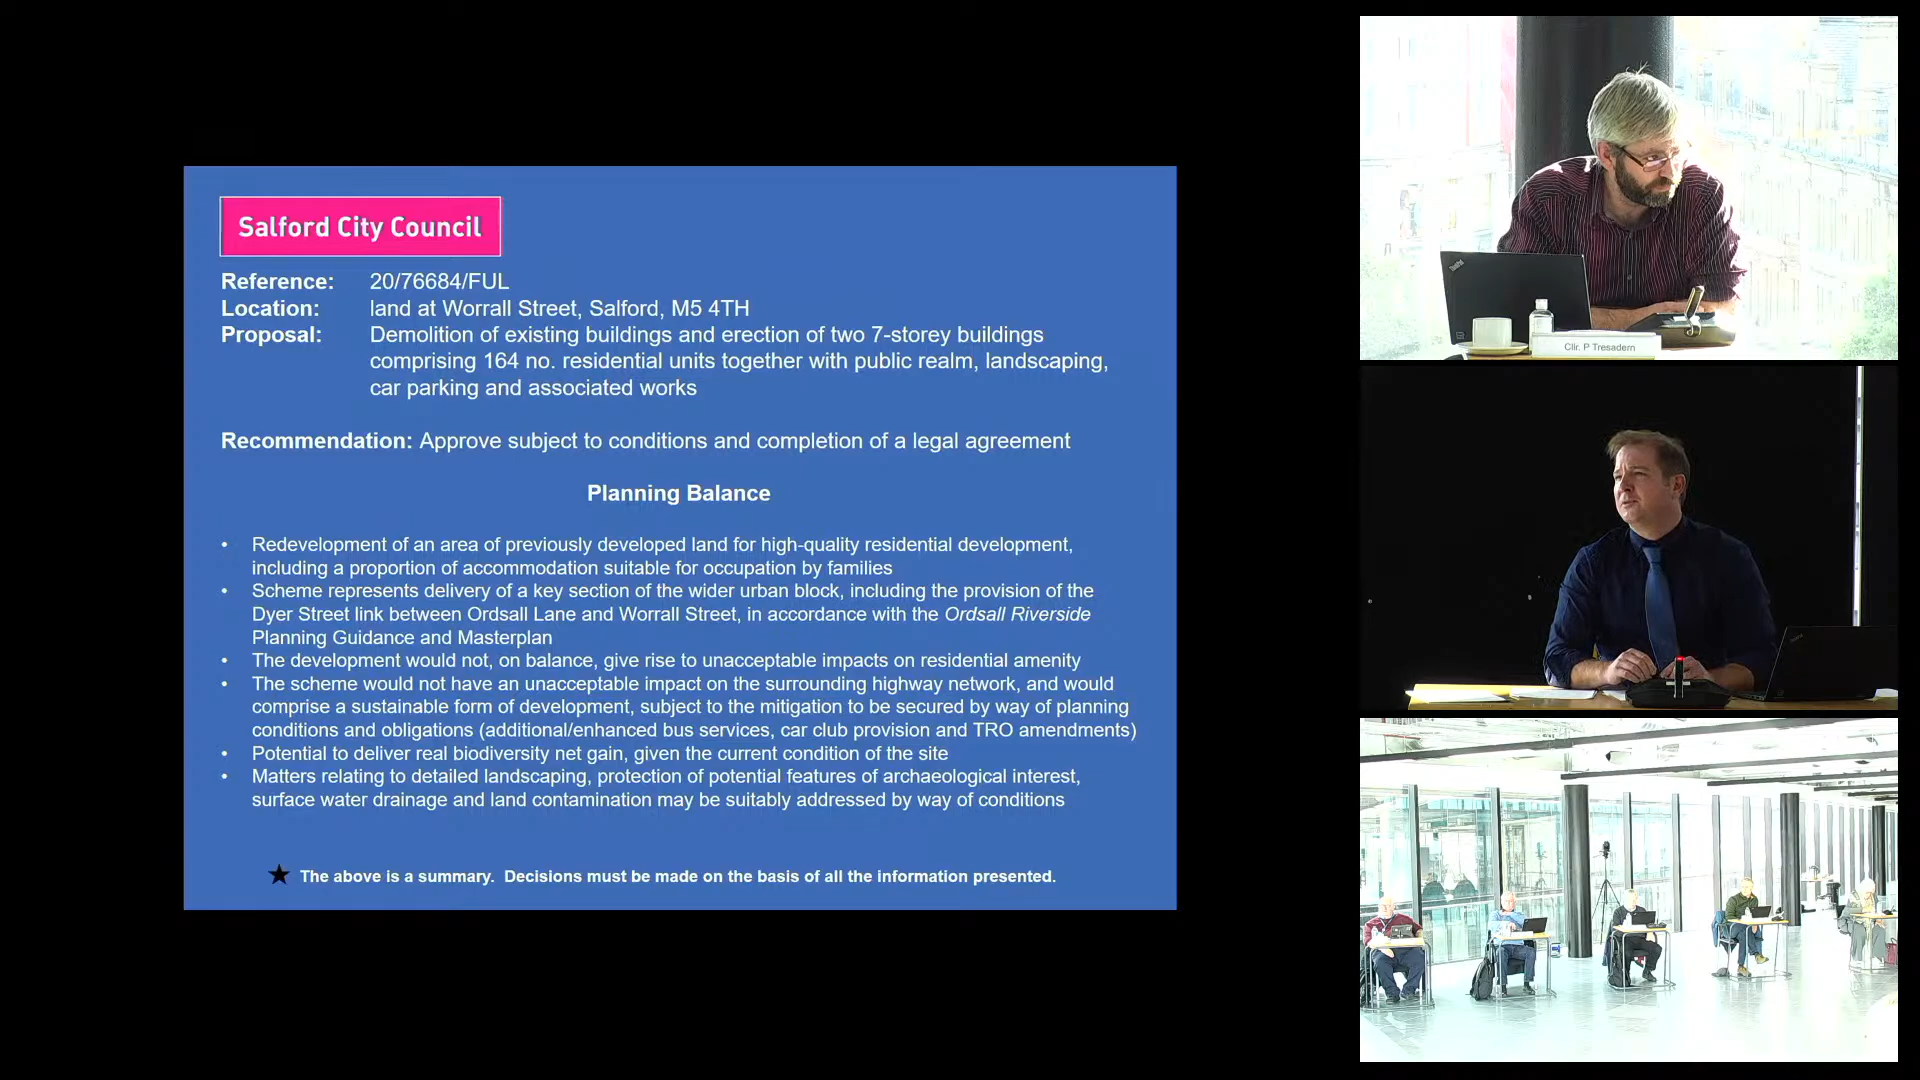 Salford City Council
Reference: 20/76684/FUL
Location: land at Worrall Street, Salford, M5 4TH
Proposal: Demolition of existing buildings and erection of two 7-storey buildings
comprising 164 no. residential units together with public realm, landscaping,
car parking and associated works
Recommendation: Approve subject to conditions and completion of a legal agreement
Planning Balance
• Redevelopment of an area of previously developed land for high-quality residential development,
including a proportion of accommodation suitable for occupation by families
• Scheme represents delivery of a key section of the wider urban block, including the provision of the
Dyer Street link between Ordsall Lane and Worrall Street, in accordance with the Ordsall Riverside
Planning Guidance and Masterplan
• The development would not, on balance, give rise to unacceptable impacts on residential amenity
• The scheme would not have an unacceptable impact on the surrounding highway network, and would
comprise a sustainable form of development, subject to the mitigation to be secured by way of planning
conditions and obligations (additional/enhanced bus services, car club provision and TRO amendments)
• Potential to deliver real biodiversity net gain, given the current condition of the site
• Matters relating to detailed landscaping, protection of potential features of archaeological interest,
surface water drainage and land contamination may be suitably addressed by way of conditions
★ The above is a summary. Decisions must be made on the basis of all the information presented.
ThinkPad
Cllr. P Tresadern